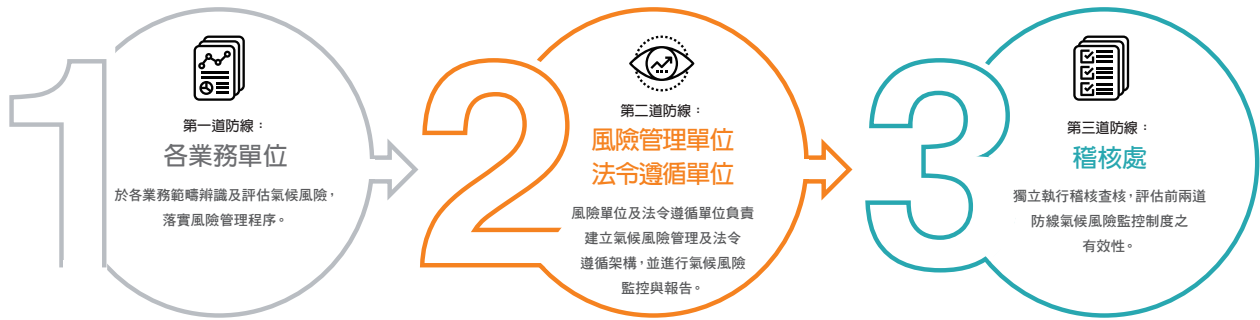 1
第一道防線：
各業務單位
於各業務範疇辨識及評估氣候風險，
落實風險管理程序。
2
第二道防線：
風險管理單位
法令遵循單位
風險單位及法令遵循單位負責
建立氣候風險管理及法令
遵循架構，並進行氣候風險
監控與報告。
3
第三道防線：
稽核處
獨立執行稽核查核，評估前兩道
防線氣候風險監控制度之
有效性。